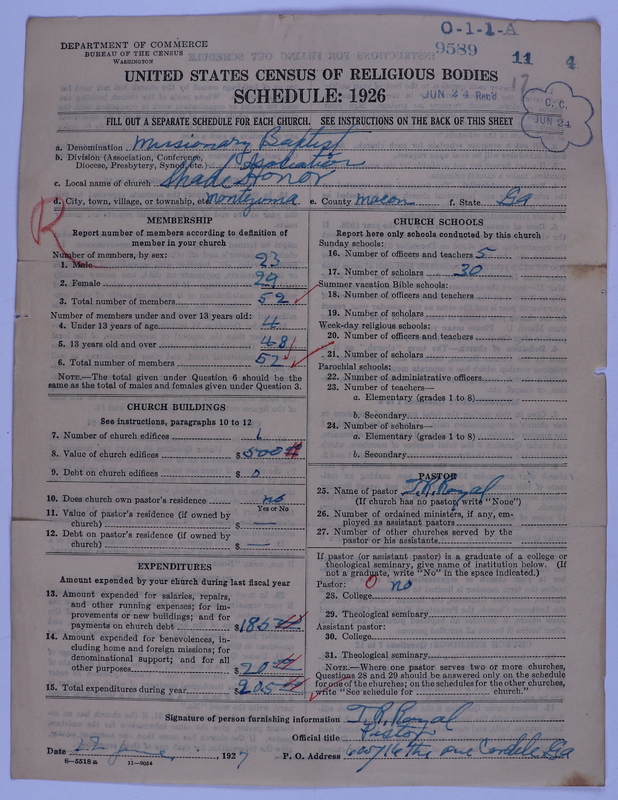 O-1-1-A
9589 11 4
DEPARTMENT OF COMMERCE
BUREAU OF THE CENSUS
WASHINGTON
UNITED STATES CENSUS OF RELIGIOUS BODIES
SCHEDULE: 1926
JUN 24 Rec'd 17
C. C.
JUN 24
FILL OUT A SEPARATE SCHEDULE FOR EACH CHURCH. SEE INSTRUCTIONS ON THE BACK OF THIS SHEET
a. Denomination Missionary Baptist
b. Division (Association, Conference,
Diocese, Presbytery, Synod, etc.)
c. Local name of church Shade Honor
d. City, town, village, or township, etc. Montezuma e. County Macon f. State Ga
R
MEMBERSHIP
Report number of members according to definition of
member in your church
Number of members, by sex:
1. Male 23
2. Female 29
3. Total number of members 52
Number of members under and over 13 years old:
4. Under 13 years of age 4
5. 13 years old and over 48
6. Total number of members 52
NOTE.—The total given under Question 6 should be the
same as the total of males and females given under Question 3.
CHURCH BUILDINGS
See instructions, paragraphs 10 to 12
7. Number of church edifices 1
8. Value of church edifices $500
9. Debt on church edifices $ 0
10. Does church own pastor's residence no
Yes or No
11. Value of pastor's residence (if owned by
church) $ —
12. Debt on pastor's residence (if owned by
church) $ —
EXPENDITURES
Amount expended by your church during last fiscal year
13. Amount expended for salaries, repairs,
and other running expenses; for im-
provements or new buildings; and for
payments on church debt $185
14. Amount expended for benevolences, in-
cluding home and foreign missions; for
denominational support; and for all
other purposes $20
15. Total expenditures during year $205
CHURCH SCHOOLS
Report here only schools conducted by this church
Sunday schools:
16. Number of officers and teachers 5
17. Number of scholars 30
Summer vacation Bible schools:
18. Number of officers and teachers
19. Number of scholars
Week-day religious schools:
20. Number of officers and teachers
21. Number of scholars
Parochial schools:
22. Number of administrative officers
23. Number of teachers—
a. Elementary (grades 1 to 8)
b. Secondary
24. Number of scholars—
a. Elementary (grades 1 to 8)
b. Secondary
PASTOR
25. Name of pastor I. R. Royal
(If church has no pastor, write "None")
26. Number of ordained ministers, if any, em-
ployed as assistant pastors
27. Number of other churches served by the
pastor or his assistants
If pastor (or assistant pastor) is a graduate of a college or
theological seminary, give name of institution below. (If
not a graduate, write "No" in the space indicated.)
Pastor: 0 no
28. College
29. Theological seminary
Assistant pastor:
30. College
31. Theological seminary
NOTE.—Where one pastor serves two or more churches,
Questions 28 and 29 should be answered only on the schedule
for one of the churches; on the schedules for the other churches,
write "See schedule for church."
Signature of person furnishing information I. R. Royal
Official title Pastor
Date 22 June, 1927 P. O. Address 600/16th ave Cordele Ga
8-5518 a 11-9054